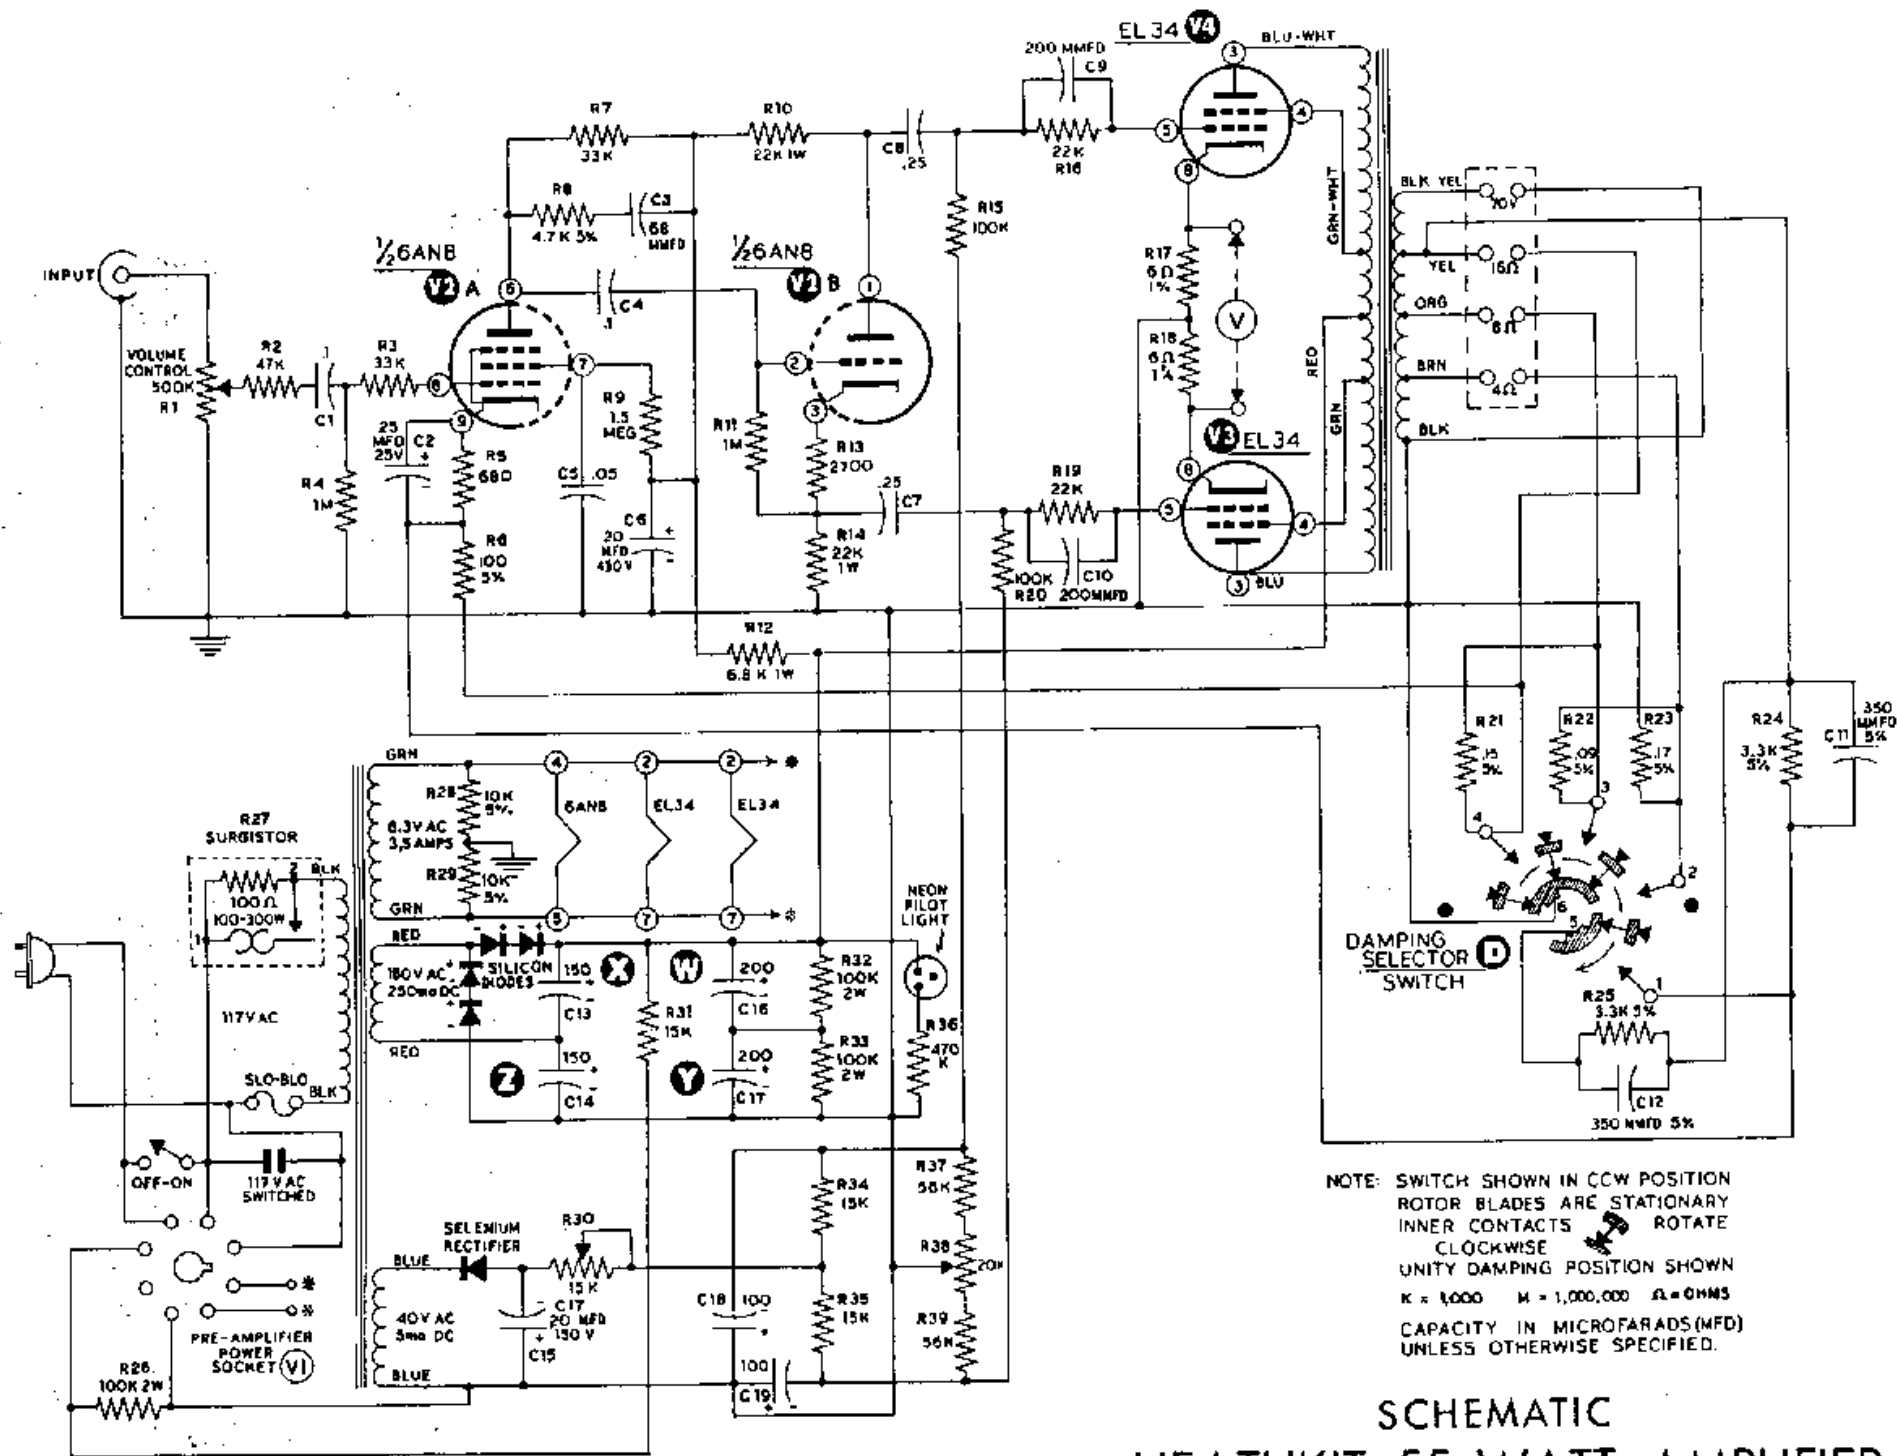 EL34 V4
BLU-WHT
200 MMFD
C9
R7
33K
R10
22K 1W
C8
.25
22K
R16
R8
4.7K 5%
C3
68
MMFD
R15
100K
GRN-WHT
BLK YEL
70V
YEL
16Ω
ORG
8Ω
BRN
4Ω
BLK
½6AN8
V2 A
½6AN8
V2 B
INPUT
C4
.1
R17
6Ω
1%
V
R18
6Ω
1%
RED
GRN
VOLUME
CONTROL
500K
R1
R2
47K
.1
C1
R3
33K
R4
1M
25
MFD
25V
C2
R5
680
R6
100
5%
R9
1.5
MEG
C5 .05
C6
20
MFD
450V
R11
1M
R13
2700
R14
22K
1W
.25
C7
V3 EL34
R19
22K
C10
200MMFD
100K
R20
BLU
R12
6.8K 1W
R21
.15
5%
R22
.09
5%
R23
.17
5%
R24
3.3K
5%
C11
350
MMFD
5%
GRN
R28
10K
5%
6.3V AC
3.5 AMPS
R29
10K
5%
GRN
6AN8
EL34
EL34
R27
SURGISTOR
100Ω
100-300W
BLK
RED
180V AC
250ma DC
SILICON
DIODES
RED
X
150
C13
Z
150
C14
R31
15K
W
200
C16
Y
200
C17
R32
100K
2W
R33
100K
2W
NEON
PILOT
LIGHT
R36
470
K
117VAC
SLO-BLO
BLK
OFF-ON
117 V AC
SWITCHED
DAMPING
SELECTOR D
SWITCH
R25
3.3K 5%
C12
350 MMFD 5%
SELENIUM
RECTIFIER
BLUE
R30
15K
40V AC
5ma DC
C17
20 MFD
150 V
C15
BLUE
R34
15K
R35
15K
C18 100
100
C19
R37
56K
R38
20K
R39
56K
PRE-AMPLIFIER
POWER
SOCKET V1
R26
100K 2W
NOTE: SWITCH SHOWN IN CCW POSITION
ROTOR BLADES ARE STATIONARY
INNER CONTACTS ROTATE
CLOCKWISE
UNITY DAMPING POSITION SHOWN
K = 1,000 M = 1,000,000 Ω = OHMS
CAPACITY IN MICROFARADS(MFD)
UNLESS OTHERWISE SPECIFIED.
SCHEMATIC
HEATHKIT 55 WATT AMPLIFIER